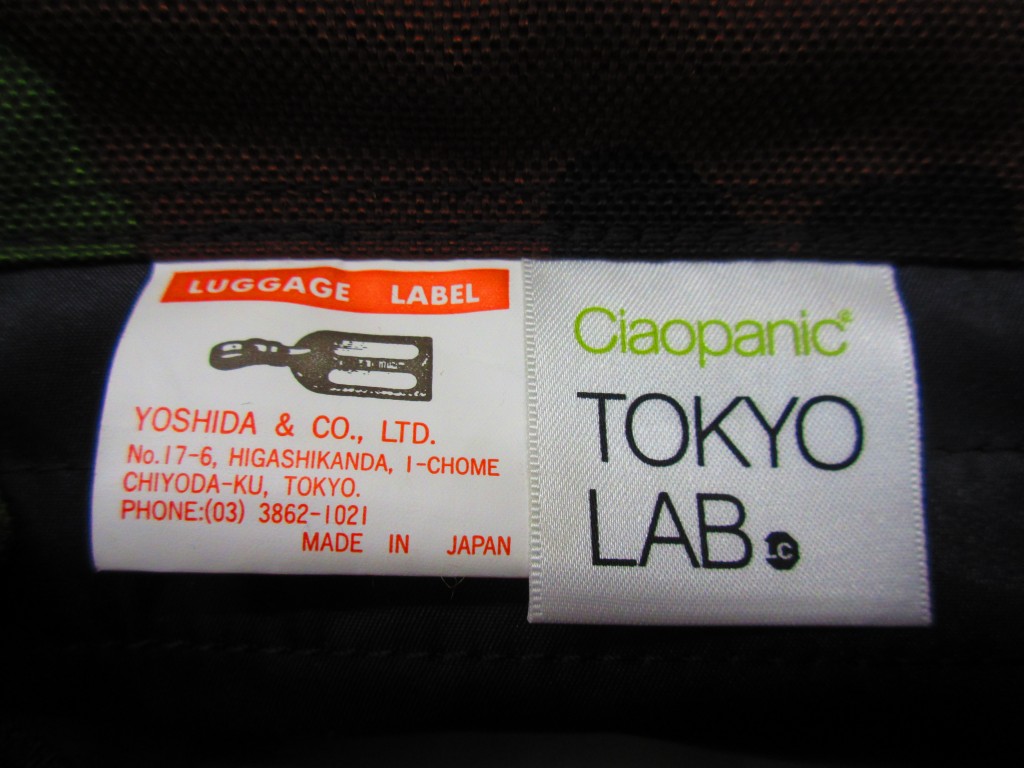 LUGGAGE LABEL
YOSHIDA & CO., LTD.
No.17-6, HIGASHIKANDA, 1-CHOME
CHIYODA-KU, TOKYO.
PHONE:(03) 3862-1021
MADE IN JAPAN
Ciaopanic®
TOKYO
LAB.